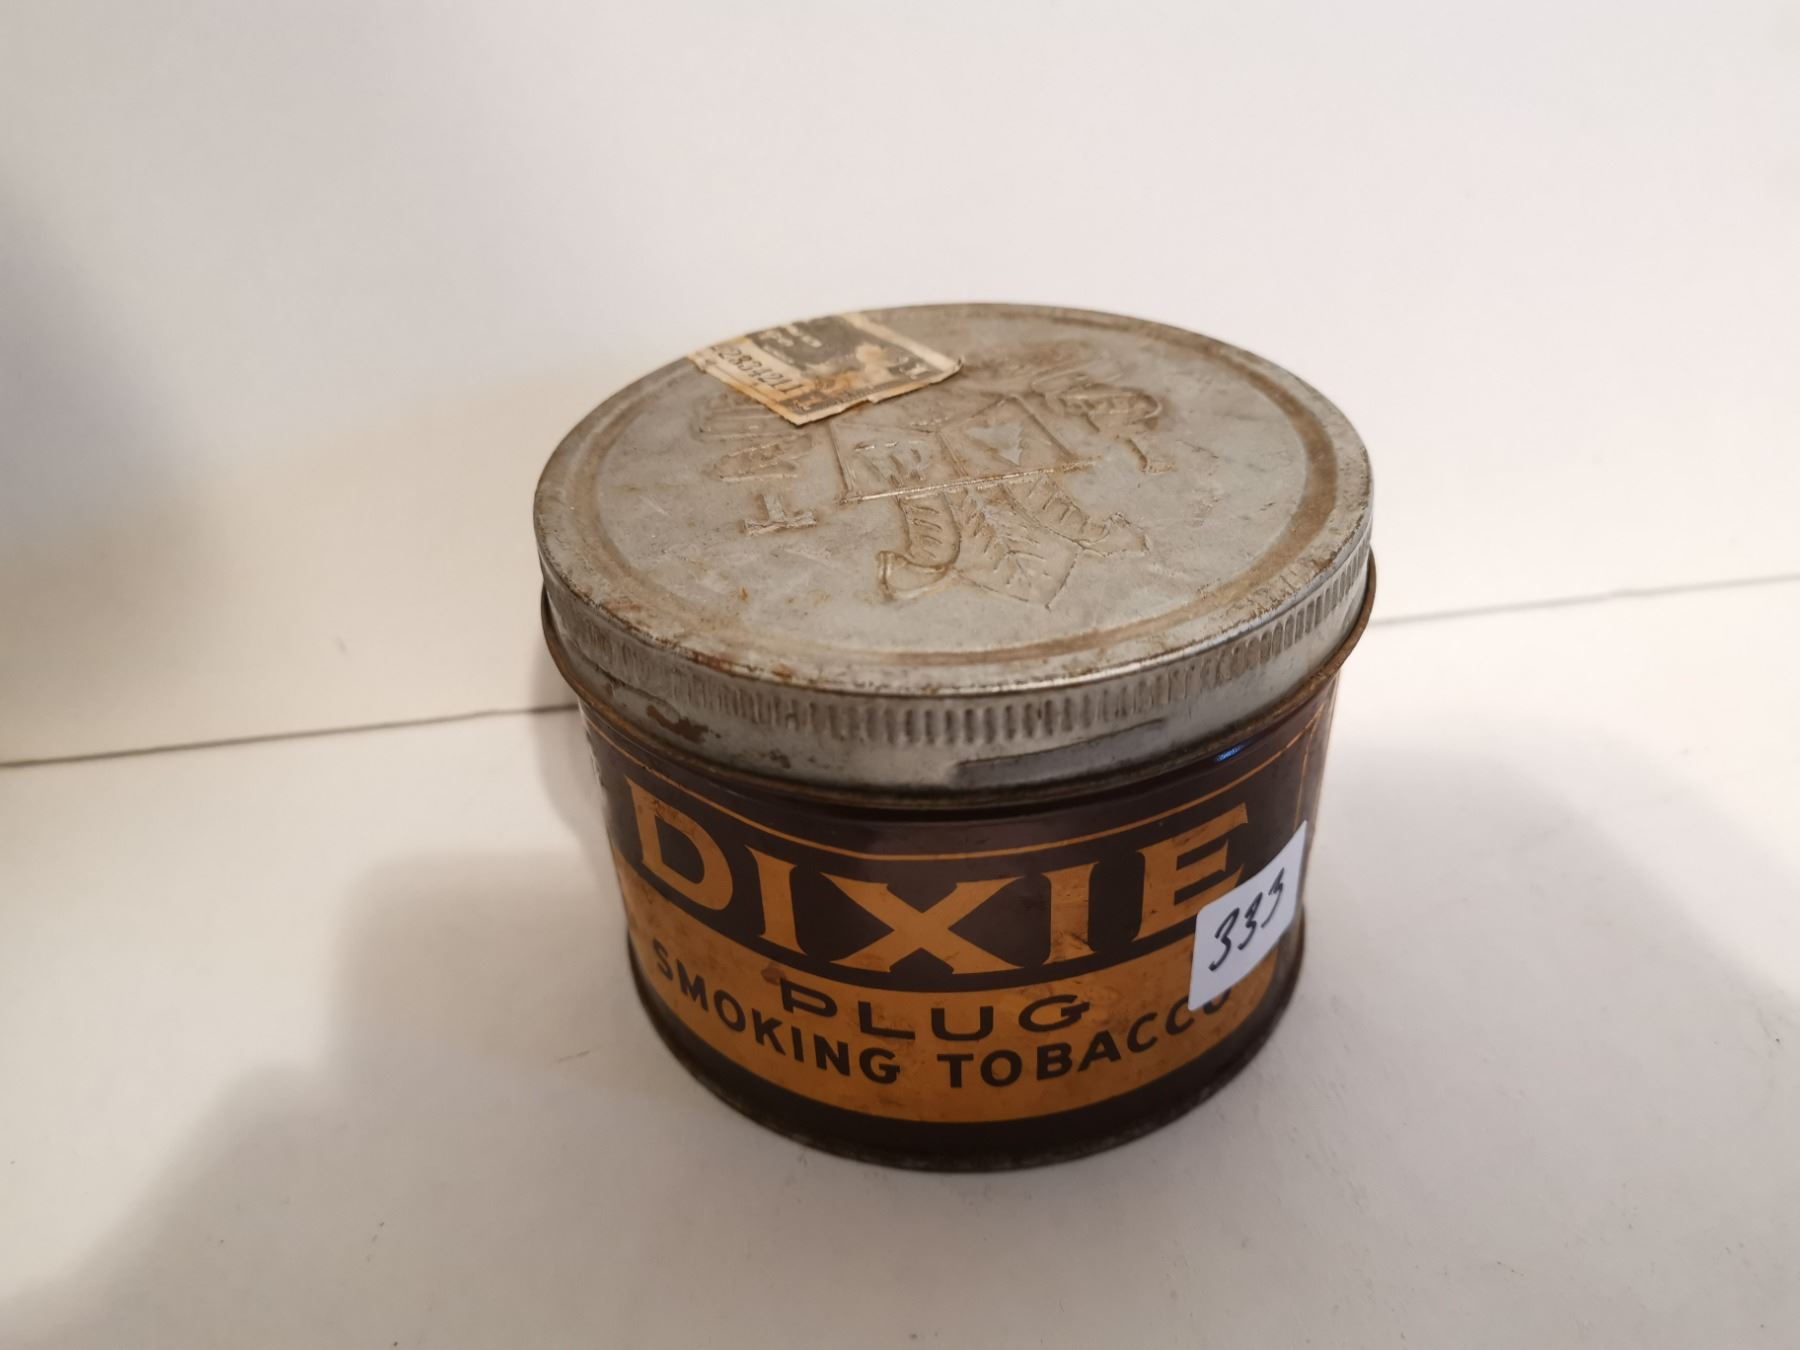 DIXIE
PLUG
SMOKING TOBACCO
333